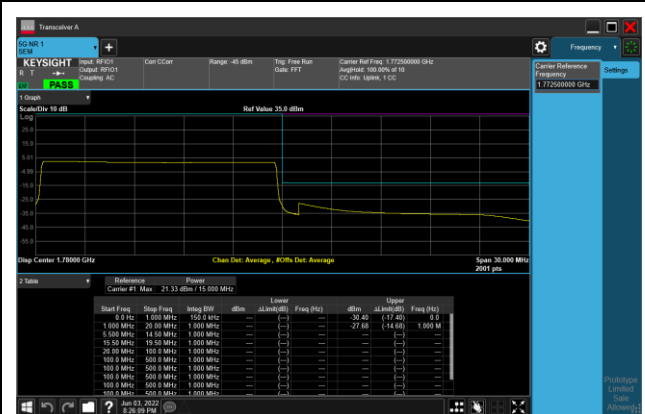 Transceiver A
5G NR 1
SEM
Frequency
KEYSIGHT
R T
PASS
Input: RFIO1
Output: RFIO1
Coupling: AC
Corr CCorr
Range: -45 dBm
Trig: Free Run
Gate: FFT
Carrier Ref Freq: 1.772500000 GHz
Avg|Hold: 100.00% of 10
CC Info: Uplink, 1 CC
Carrier Reference
Frequency
1.772500000 GHz
Settings
1 Graph
Scale/Div 10 dB
Ref Value 35.0 dBm
Log
25.0
15.0
5.01
-4.99
-15.0
-25.0
-35.0
-45.0
-55.0
Disp Center 1.78000 GHz
Chan Det: Average, #Offs Det: Average
Span 30.000 MHz
2001 pts
2 Table
Reference Power
Carrier #1 Max 21.33 dBm / 15.000 MHz
Lower Upper
Start Freq Stop Freq Integ BW dBm ΔLimit(dB) Freq (Hz) dBm ΔLimit(dB) Freq (Hz)
0.0 Hz 1.000 MHz 150.0 kHz --- (---) --- -30.40 (-17.40) 0.0
1.000 MHz 20.00 MHz 1.000 MHz --- (---) --- -27.68 (-14.68) 1.000 M
5.500 MHz 14.50 MHz 1.000 MHz --- (---) --- --- (---) ---
15.50 MHz 19.50 MHz 1.000 MHz --- (---) --- --- (---) ---
20.00 MHz 100.0 MHz 1.000 MHz --- (---) --- --- (---) ---
100.0 MHz 500.0 MHz 1.000 MHz --- (---) --- --- (---) ---
100.0 MHz 500.0 MHz 1.000 MHz --- (---) --- --- (---) ---
100.0 MHz 500.0 MHz 1.000 MHz --- (---) --- --- (---) ---
100.0 MHz 500.0 MHz 1.000 MHz --- (---) --- --- (---) ---
Prototype
Limited
Sale
Allowed
Jun 03, 2022
8:26:09 PM